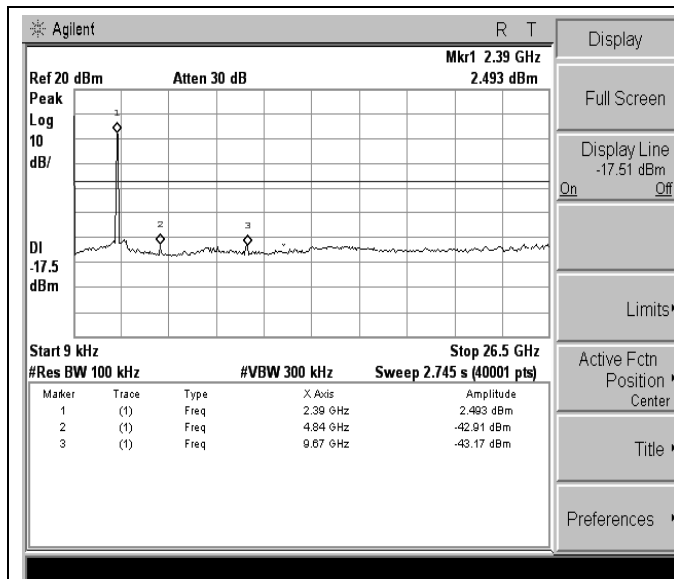 Agilent R T
Mkr1 2.39 GHz
Ref 20 dBm Atten 30 dB 2.493 dBm
Peak
Log
10
dB/
1
2
3
DI
-17.5
dBm
Start 9 kHz Stop 26.5 GHz
#Res BW 100 kHz #VBW 300 kHz Sweep 2.745 s (40001 pts)
Marker Trace Type X Axis Amplitude
1 (1) Freq 2.39 GHz 2.493 dBm
2 (1) Freq 4.84 GHz -42.91 dBm
3 (1) Freq 9.67 GHz -43.17 dBm
Display
Full Screen
Display Line
-17.51 dBm
On Off
Limits
Active Fctn
Position
Center
Title
Preferences